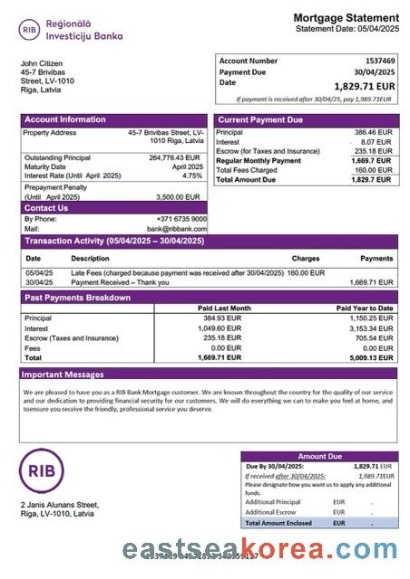 Mortgage Statement
Statement Date: 05/04/2025
RIB
Reģionālā
Investīciju Banka
John Citizen
45-7 Brivibas
Street, LV-1010
Riga, Latvia
Account Number 1537469
Payment Due 30/04/2025
Date
1,829.71 EUR
If payment is received after 30/04/25, pay 1,989.71EUR
Account Information
Property Address 45-7 Brivibas Street, LV-
1010 Riga, Latvia
Outstanding Principal 264,776.43 EUR
Maturity Date April 2025
Interest Rate (Until April 2025) 4.75%
Prepayment Penalty
(Until April 2025) 3,500.00 EUR
Contact Us
By Phone: +371 6735 9000
Mail: bank@ribbank.com
Current Payment Due
Principal 386.46 EUR
Interest 8.07 EUR
Escrow (for Taxes and Insurance) 235.18 EUR
Regular Monthly Payment 1,669.7 EUR
Total Fees Charged 160.00 EUR
Total Amount Due 1,829.7 EUR
Transaction Activity (05/04/2025 – 30/04/2025)
Date Description Charges Payments
05/04/25 Late Fees (charged because payment was received after 30/04/2025) 160.00 EUR
30/04/25 Payment Received – Thank you 1,669.71 EUR
Past Payments Breakdown
Paid Last Month Paid Year to Date
Principal 384.93 EUR 1,150.25 EUR
Interest 1,049.60 EUR 3,153.34 EUR
Escrow (Taxes and Insurance) 235.18 EUR 705.54 EUR
Fees 0.00 EUR 0.00 EUR
Total 1,669.71 EUR 5,009.13 EUR
Important Messages
We are pleased to have you as a RIB Bank Mortgage customer. We are known throughout the country for the quality of our service
and our dedication to providing financial security for our customers. We will do everything we can to make you feel at home, and
toensure you receive the friendly, professional service you deserve.
RIB
2 Janis Alunans Street,
Riga, LV-1010, Latvia
Amount Due
Due By 30/04/2025: 1,829.71 EUR
If received after 30/04/2025: 1,989.71EUR
Please designate how you want us to apply any additional
funds.
Additional Principal EUR .
Additional Escrow EUR .
Total Amount Enclosed EUR .
eastseakorea.com